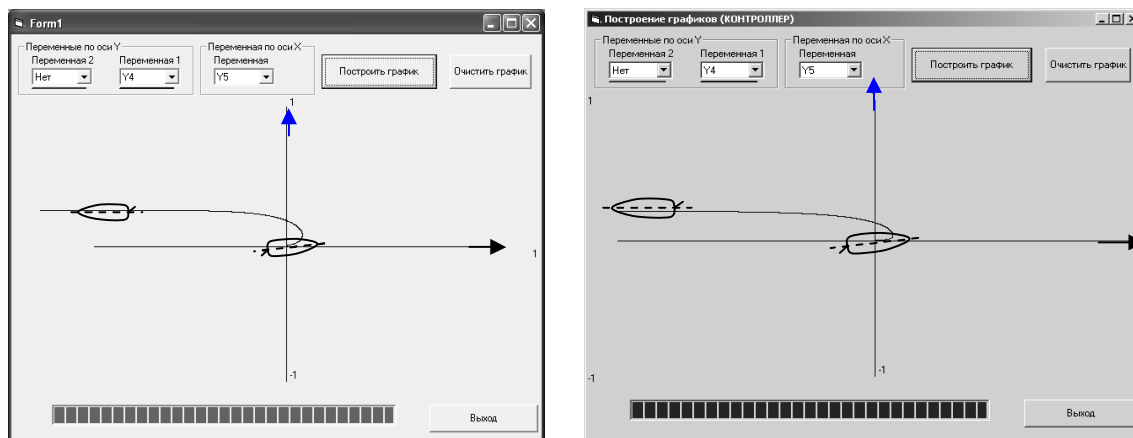 Form1
Переменные по оси Y
Переменная 2
Переменная 1
Нет
Y4
Переменная по оси X
Переменная
Y5
Построить график
Очистить график
1
1
-1
Выход
Построение графиков (КОНТРОЛЛЕР)
Переменные по оси Y
Переменная 2
Переменная 1
Нет
Y4
Переменная по оси X
Переменная
Y5
Построить график
Очистить график
1
-1
-1
Выход